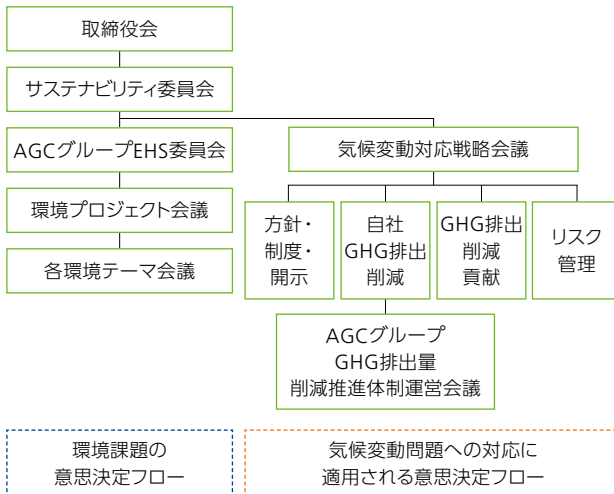 取締役会
サステナビリティ委員会
AGCグループEHS委員会
環境プロジェクト会議
各環境テーマ会議
気候変動対応戦略会議
方針・
制度・
開示
自社
GHG排出
削減
GHG排出
削減
貢献
リスク
管理
AGCグループ
GHG排出量
削減推進体制運営会議
環境課題の
意思決定フロー
気候変動問題への対応に
適用される意思決定フロー